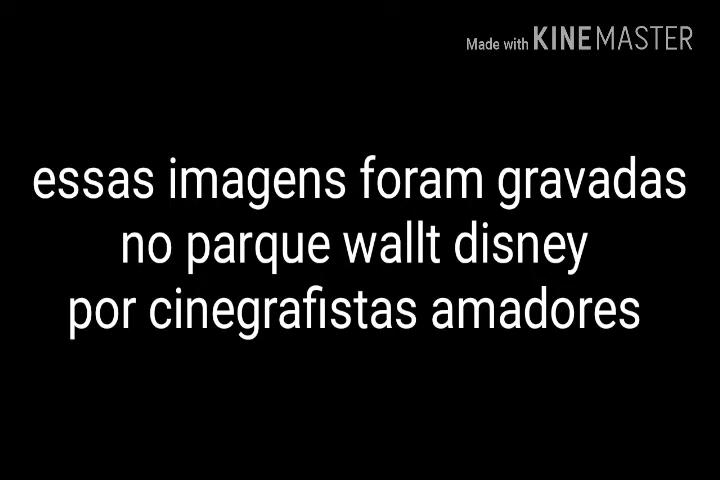 Made with KINEMASTER
essas imagens foram gravadas
no parque wallt disney
por cinegrafistas amadores